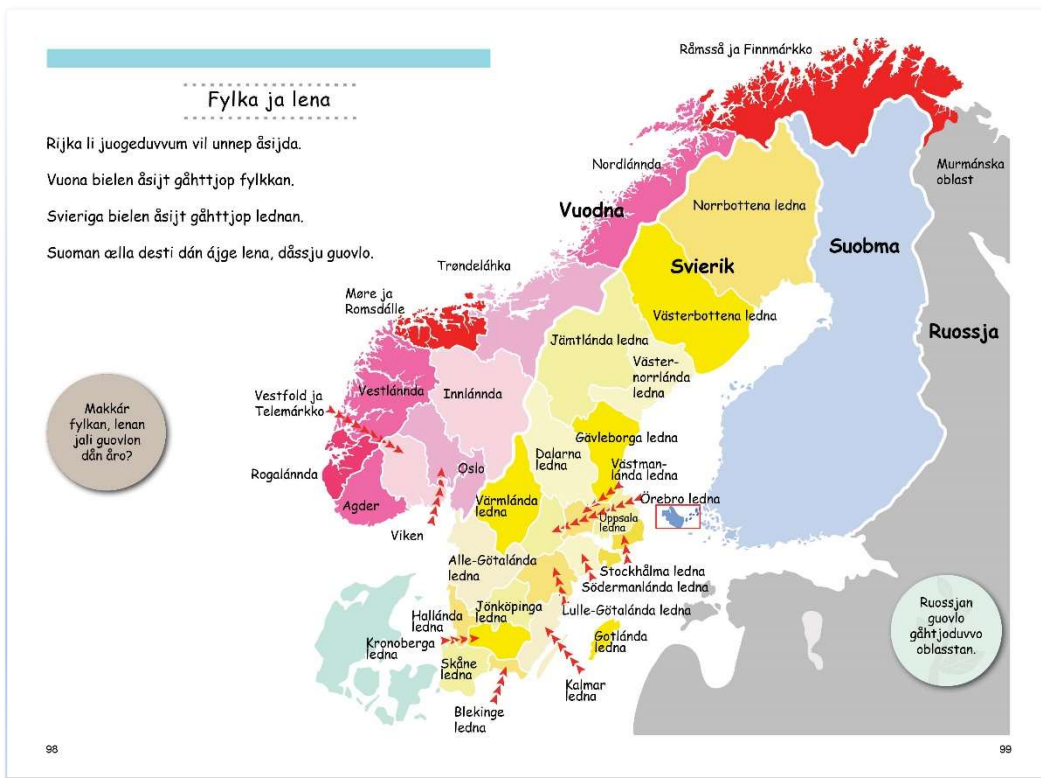 Fylka ja lena
Rijka li juogeduvvum vil unnep åsijda.
Vuona bielen åsijt gåhttjop fylkkan.
Svieriga bielen åsijt gåhttjop lednan.
Suoman ælla desti dán ájge lena, dåssju guovlo.
Makkár
fylkan, lenan
jali guovlon
dån åro?
98
Råmsså ja Finnmárkko
Nordlánnda
Murmánska
oblast
Vuodna
Norrbottena ledna
Suobma
Svierik
Trøndeláhka
Møre ja
Romsdálle
Västerbottena ledna
Ruossja
Jämtlánda ledna
Väster-
norrlánda
ledna
Vestlánnda
Innlánnda
Vestfold ja
Telemárkko
Gävleborga ledna
Dalarna
ledna
Västman-
lánda ledna
Rogalánnda
Oslo
Agder
Värmlánda
ledna
Örebro ledna
Uppsala
ledna
Viken
Alle-Götalánda
ledna
Stockhålma ledna
Södermanlánda ledna
Lulle-Götalánda ledna
Jönköpinga
ledna
Hallánda
ledna
Kronoberga
ledna
Gotlánda
ledna
Skåne
ledna
Kalmar
ledna
Blekinge
ledna
Ruossjan
guovlo
gåhtjoduvvo
oblasstan.
99